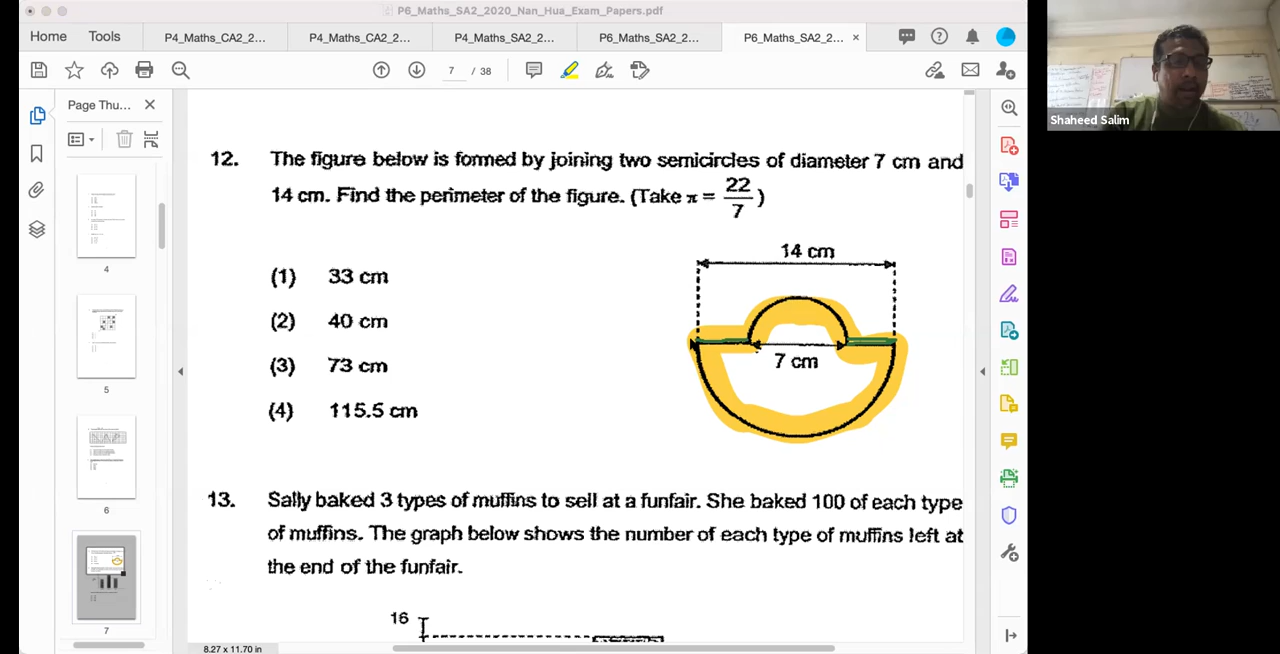 P6_Maths_SA2_2020_Nan_Hua_Exam_Papers.pdf
Home Tools P4_Maths_CA2_2... P4_Maths_CA2_2... P4_Maths_SA2_2... P6_Maths_SA2_2... P6_Maths_SA2_2... ×
7 / 38
Page Thu...
4
5
6
7
12. The figure below is formed by joining two semicircles of diameter 7 cm and
14 cm. Find the perimeter of the figure. (Take π = 22/7)
14 cm
(1) 33 cm
(2) 40 cm
7 cm
(3) 73 cm
(4) 115.5 cm
13. Sally baked 3 types of muffins to sell at a funfair. She baked 100 of each type
of muffins. The graph below shows the number of each type of muffins left at
the end of the funfair.
16
8.27 x 11.70 in
Shaheed Salim